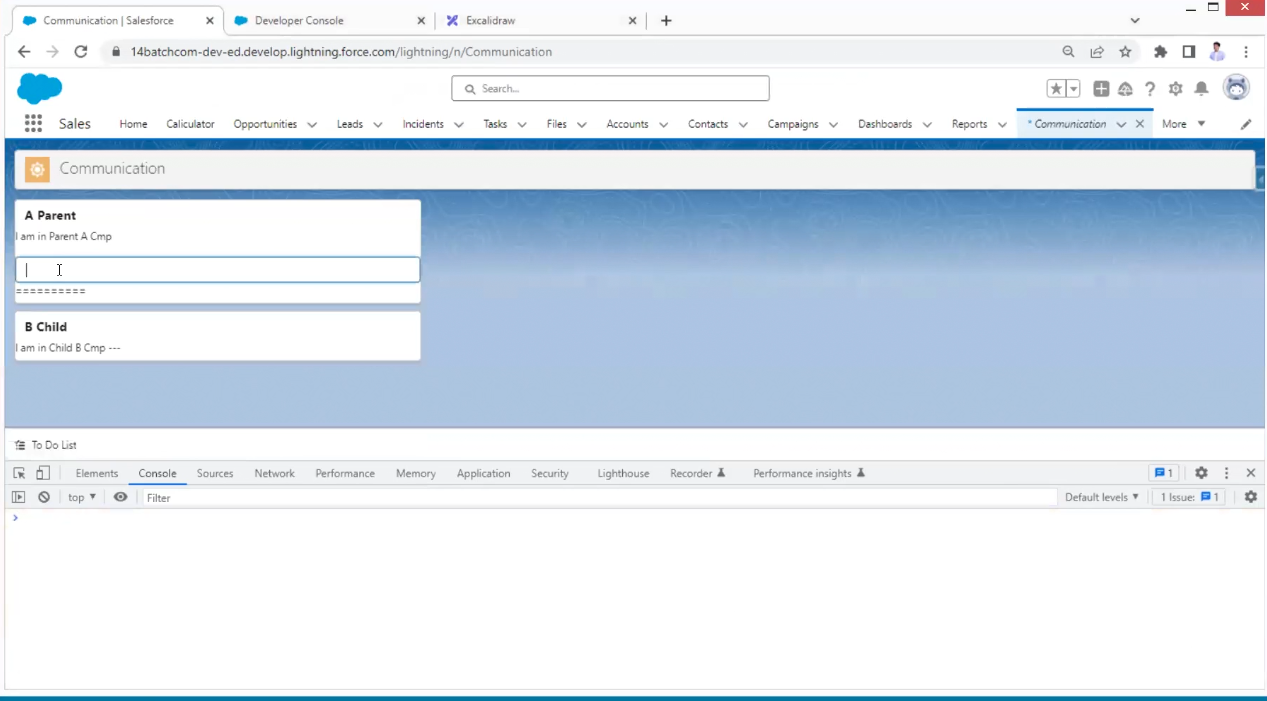 Communication | Salesforce
Developer Console
Excalidraw
14batchcom-dev-ed.develop.lightning.force.com/lightning/n/Communication
Search...
Sales Home Calculator Opportunities Leads Incidents Tasks Files Accounts Contacts Campaigns Dashboards Reports * Communication More
Communication
A Parent
I am in Parent A Cmp
==========
B Child
I am in Child B Cmp ---
To Do List
Elements Console Sources Network Performance Memory Application Security Lighthouse Recorder Performance insights 1
top Filter Default levels 1 Issue: 1